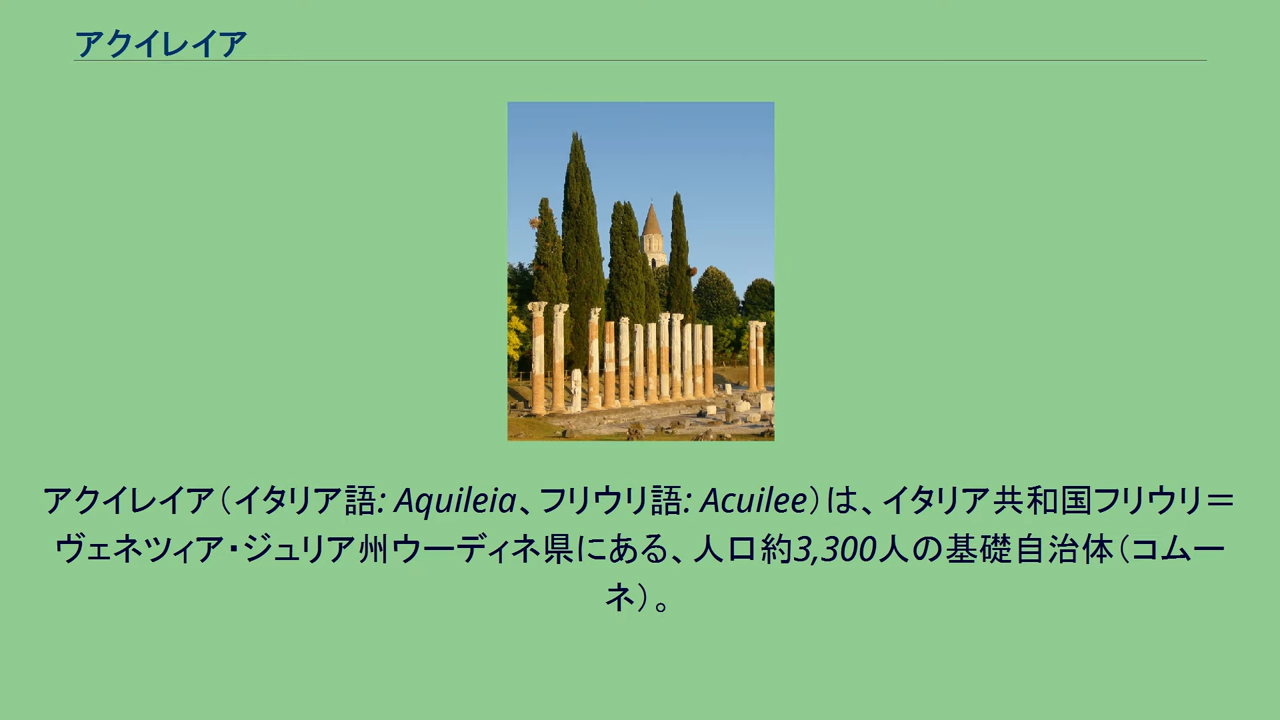 アクイレイア
アクイレイア（イタリア語: Aquileia、フリウリ語: Acuilee）は、イタリア共和国フリウリ＝
ヴェネツィア・ジュリア州ウーディネ県にある、人口約3,300人の基礎自治体（コムー
ネ）。